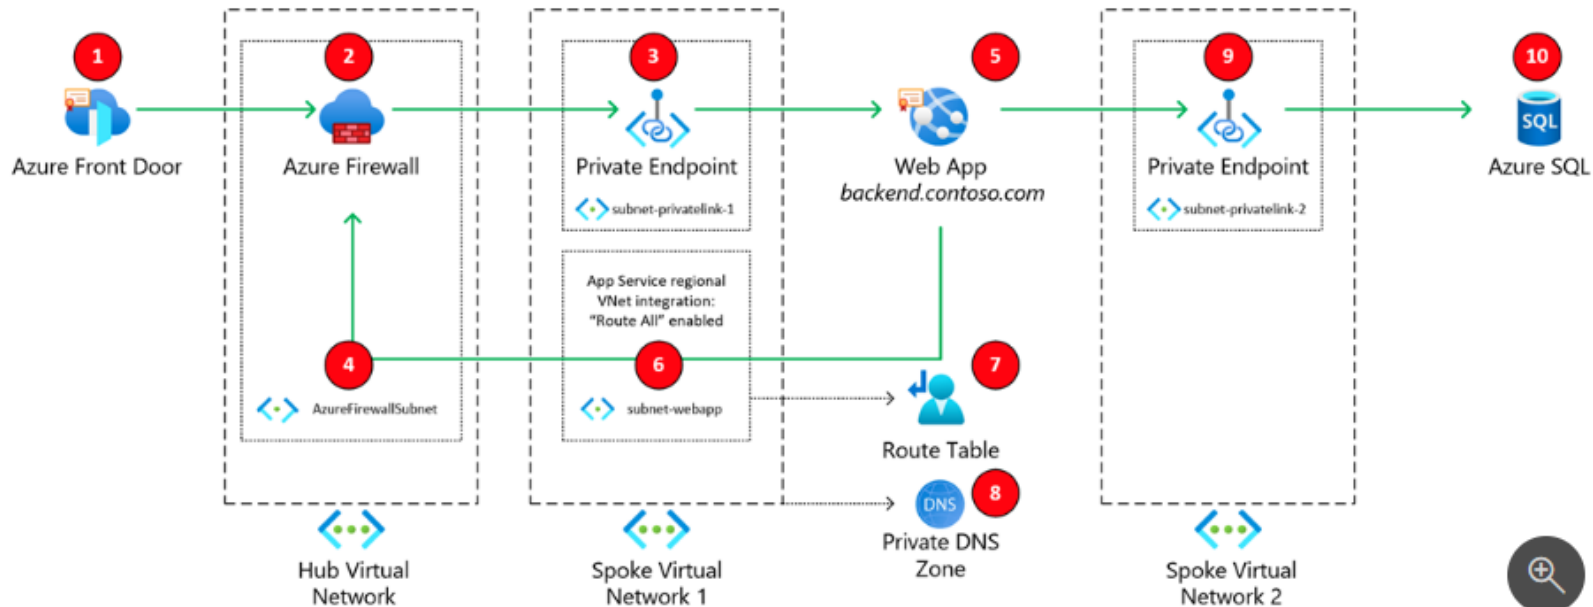 1
2
3
5
9
10
Azure Front Door
Azure Firewall
Private Endpoint
Web App
backend.contoso.com
Private Endpoint
SQL
Azure SQL
subnet-privatelink-1
subnet-privatelink-2
App Service regional
VNet integration:
“Route All” enabled
4
6
7
AzureFirewallSubnet
subnet-webapp
Route Table
8
DNS
Private DNS
Zone
Hub Virtual
Network
Spoke Virtual
Network 1
Spoke Virtual
Network 2